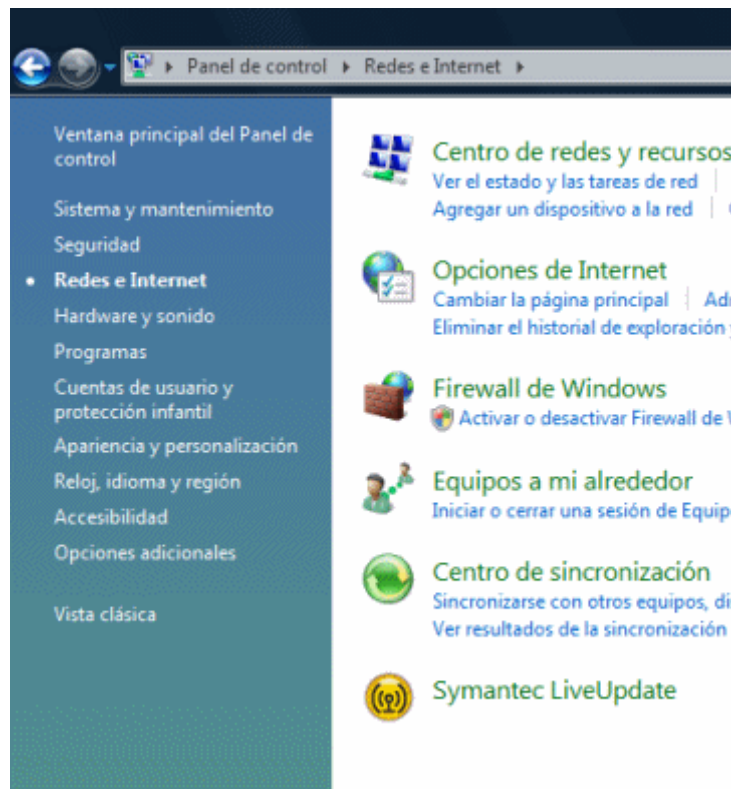 Panel de control Redes e Internet
Ventana principal del Panel de
control
Sistema y mantenimiento
Seguridad
Redes e Internet
Hardware y sonido
Programas
Cuentas de usuario y
protección infantil
Apariencia y personalización
Reloj, idioma y región
Accesibilidad
Opciones adicionales
Vista clásica
Centro de redes y recursos
Ver el estado y las tareas de red
Agregar un dispositivo a la red
Opciones de Internet
Cambiar la página principal
Eliminar el historial de exploración
Firewall de Windows
Activar o desactivar Firewall de
Equipos a mi alrededor
Iniciar o cerrar una sesión de
Centro de sincronización
Sincronizarse con otros equipos,
Ver resultados de la sincronización
Symantec LiveUpdate